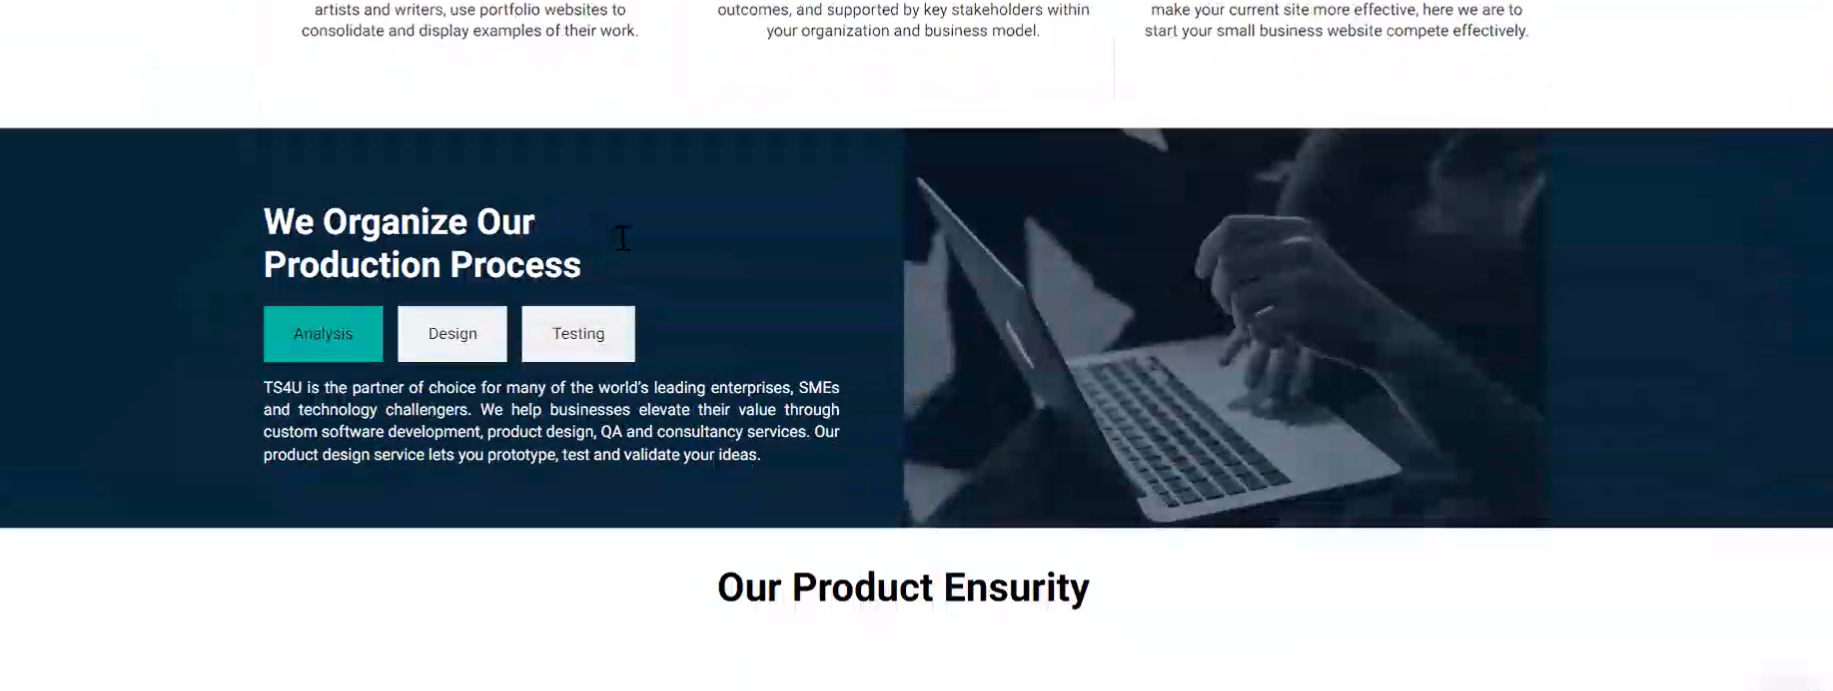 artists and writers, use portfolio websites to
consolidate and display examples of their work.
outcomes, and supported by key stakeholders within
your organization and business model.
make your current site more effective, here we are to
start your small business website compete effectively.
We Organize Our
Production Process
Analysis
Design
Testing
TS4U is the partner of choice for many of the world's leading enterprises, SMEs
and technology challengers. We help businesses elevate their value through
custom software development, product design, QA and consultancy services. Our
product design service lets you prototype, test and validate your ideas.
Our Product Ensurity